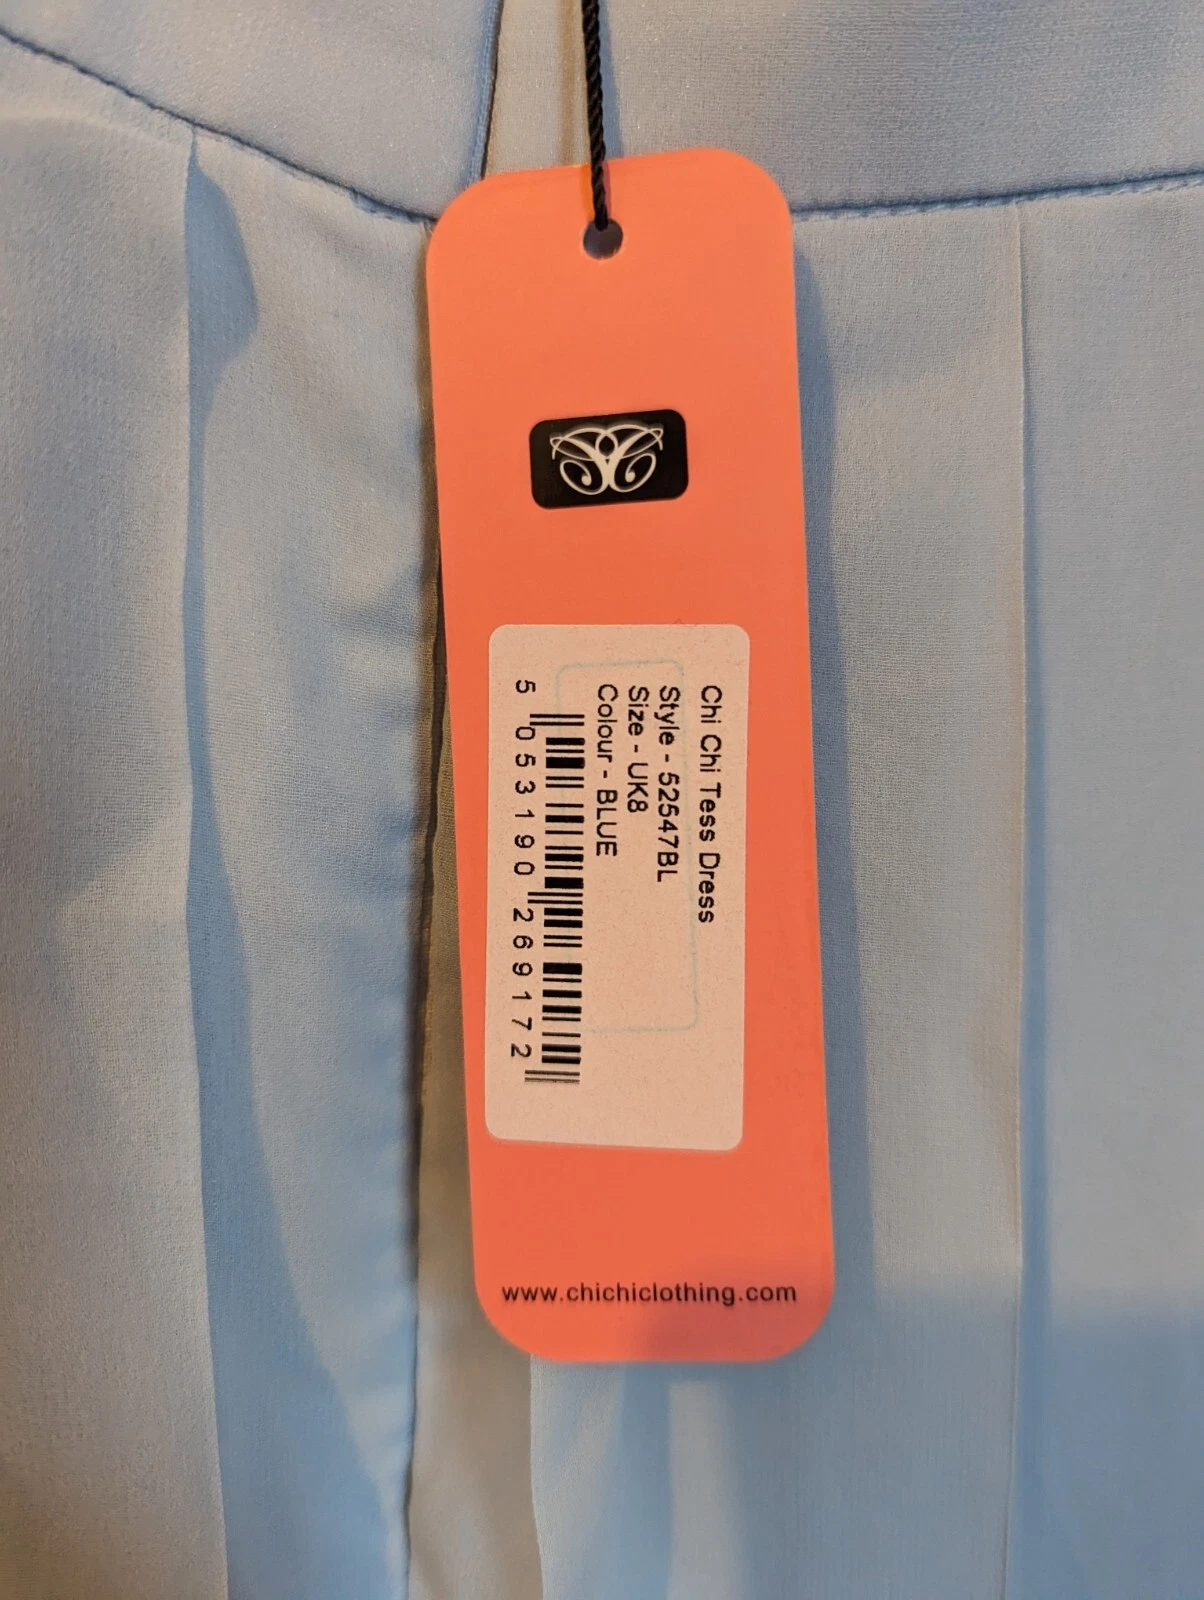 Chi Chi Tess Dress
Style - 52547BL
Size - UK8
Colour - BLUE
5 053190 269172
www.chichiclothing.com